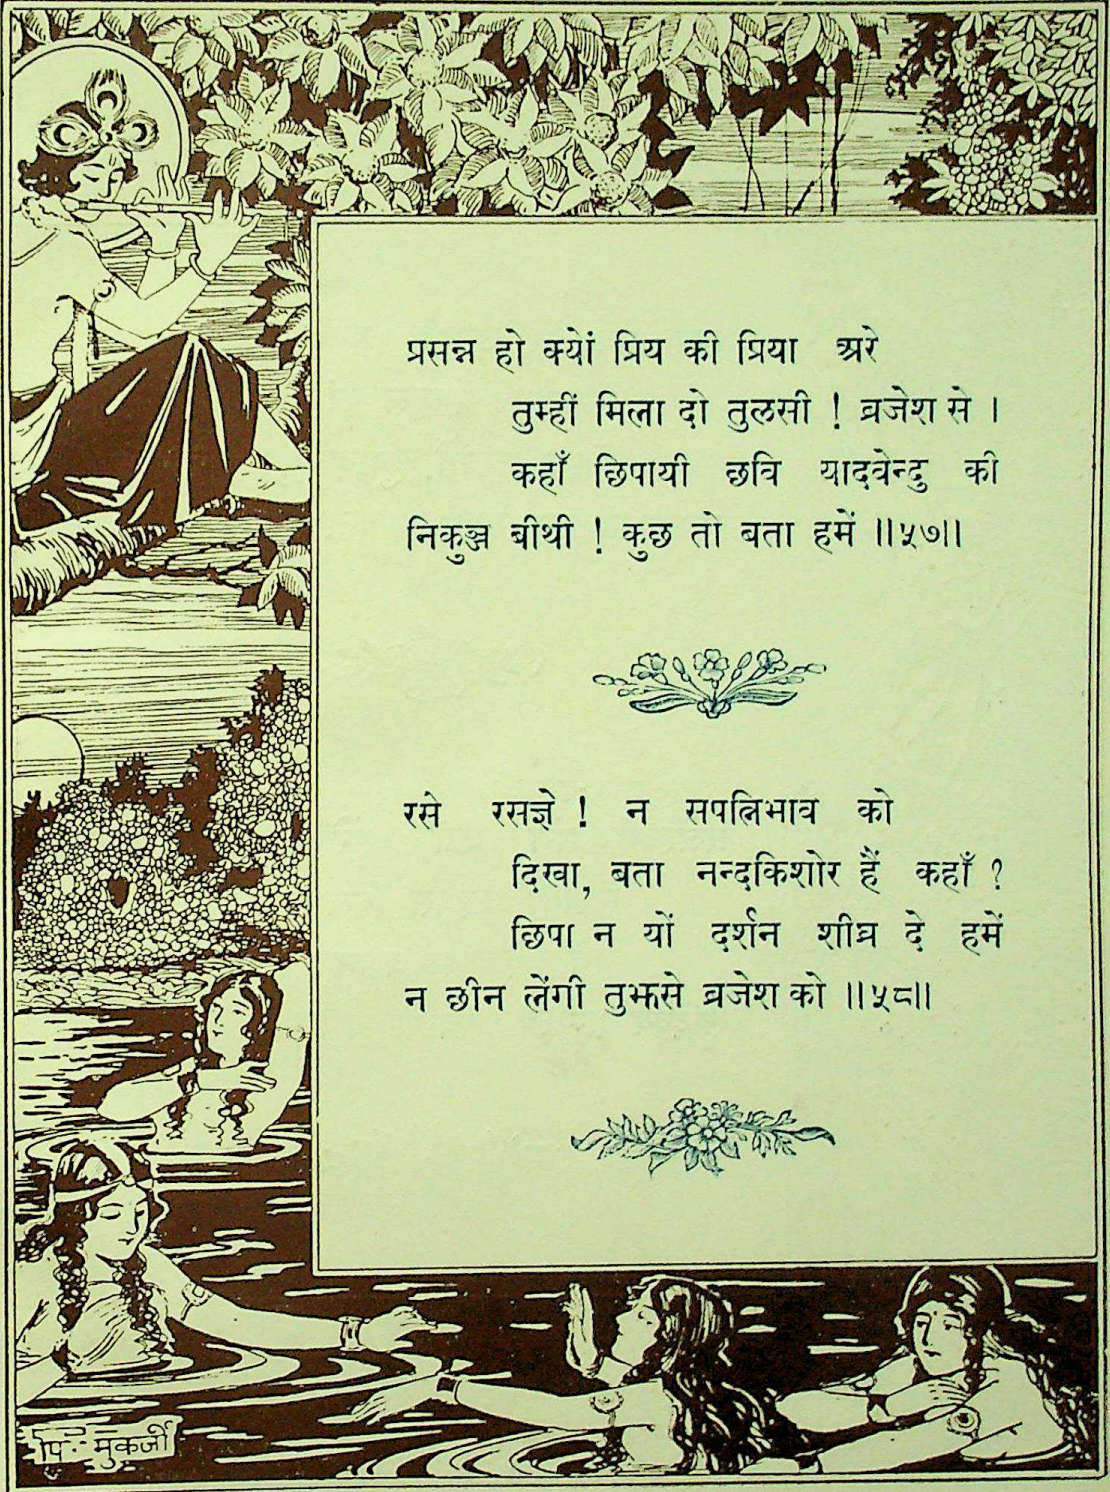 प्रसन्न हो क्यों प्रिय की प्रिया अरे
तुम्हीं मिला दो तुलसी ! व्रजेश से ।
कहाँ छिपायी छवि यादवेन्दु की
निकुञ्ज बीथी ! कुछ तो बता हमें ॥५७॥
रसे रसज्ञे ! न सपत्निभाव को
दिखा, बता नन्दकिशोर हैं कहाँ ?
छिपा न यों दर्शन शीघ्र दे हमें
न छीन लेंगी तुझसे व्रजेश को ॥५८॥
पि. मुकर्जी